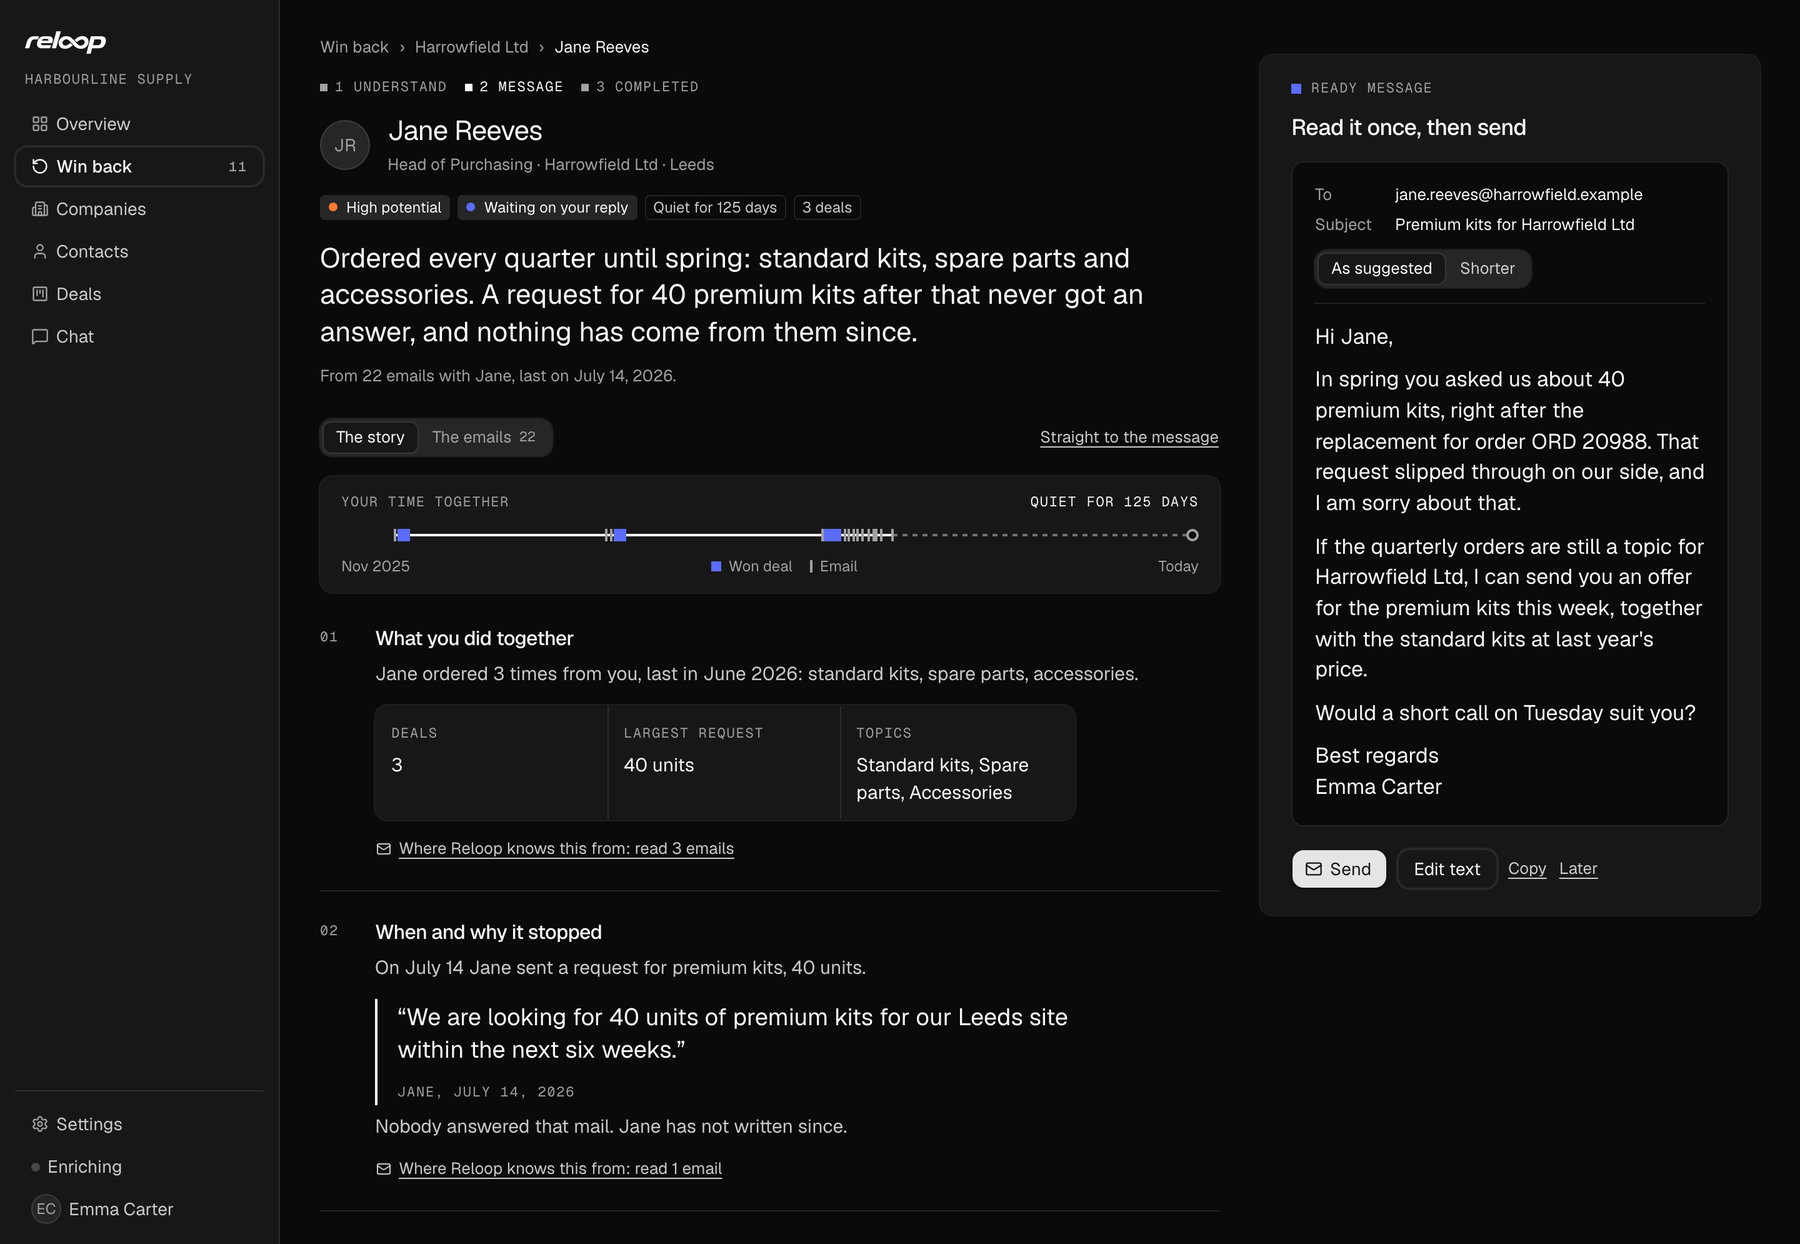 reloop
HARBOURLINE SUPPLY
Overview
Win back 11
Companies
Contacts
Deals
Chat
Settings
Enriching
EC Emma Carter
Win back › Harrowfield Ltd › Jane Reeves
1 UNDERSTAND 2 MESSAGE 3 COMPLETED
JR
Jane Reeves
Head of Purchasing · Harrowfield Ltd · Leeds
High potential Waiting on your reply Quiet for 125 days 3 deals
Ordered every quarter until spring: standard kits, spare parts and
accessories. A request for 40 premium kits after that never got an
answer, and nothing has come from them since.
From 22 emails with Jane, last on July 14, 2026.
The story The emails 22 Straight to the message
YOUR TIME TOGETHER QUIET FOR 125 DAYS
Nov 2025 Won deal Email Today
01 What you did together
Jane ordered 3 times from you, last in June 2026: standard kits, spare parts, accessories.
DEALS LARGEST REQUEST TOPICS
3 40 units Standard kits, Spare
parts, Accessories
Where Reloop knows this from: read 3 emails
02 When and why it stopped
On July 14 Jane sent a request for premium kits, 40 units.
“We are looking for 40 units of premium kits for our Leeds site
within the next six weeks.”
JANE, JULY 14, 2026
Nobody answered that mail. Jane has not written since.
Where Reloop knows this from: read 1 email
READY MESSAGE
Read it once, then send
To jane.reeves@harrowfield.example
Subject Premium kits for Harrowfield Ltd
As suggested Shorter
Hi Jane,
In spring you asked us about 40
premium kits, right after the
replacement for order ORD 20988. That
request slipped through on our side, and
I am sorry about that.
If the quarterly orders are still a topic for
Harrowfield Ltd, I can send you an offer
for the premium kits this week, together
with the standard kits at last year's
price.
Would a short call on Tuesday suit you?
Best regards
Emma Carter
Send Edit text Copy Later